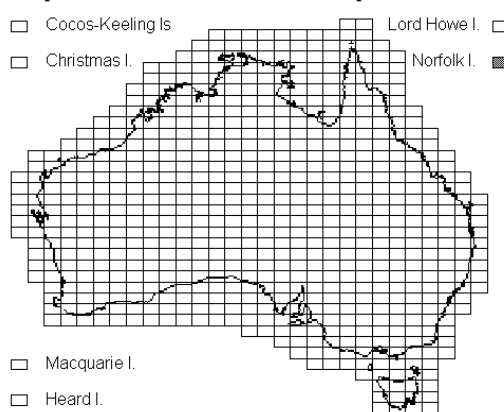 Cocos-Keeling Is
Lord Howe I.
Christmas I.
Norfolk I.
Macquarie I.
Heard I.